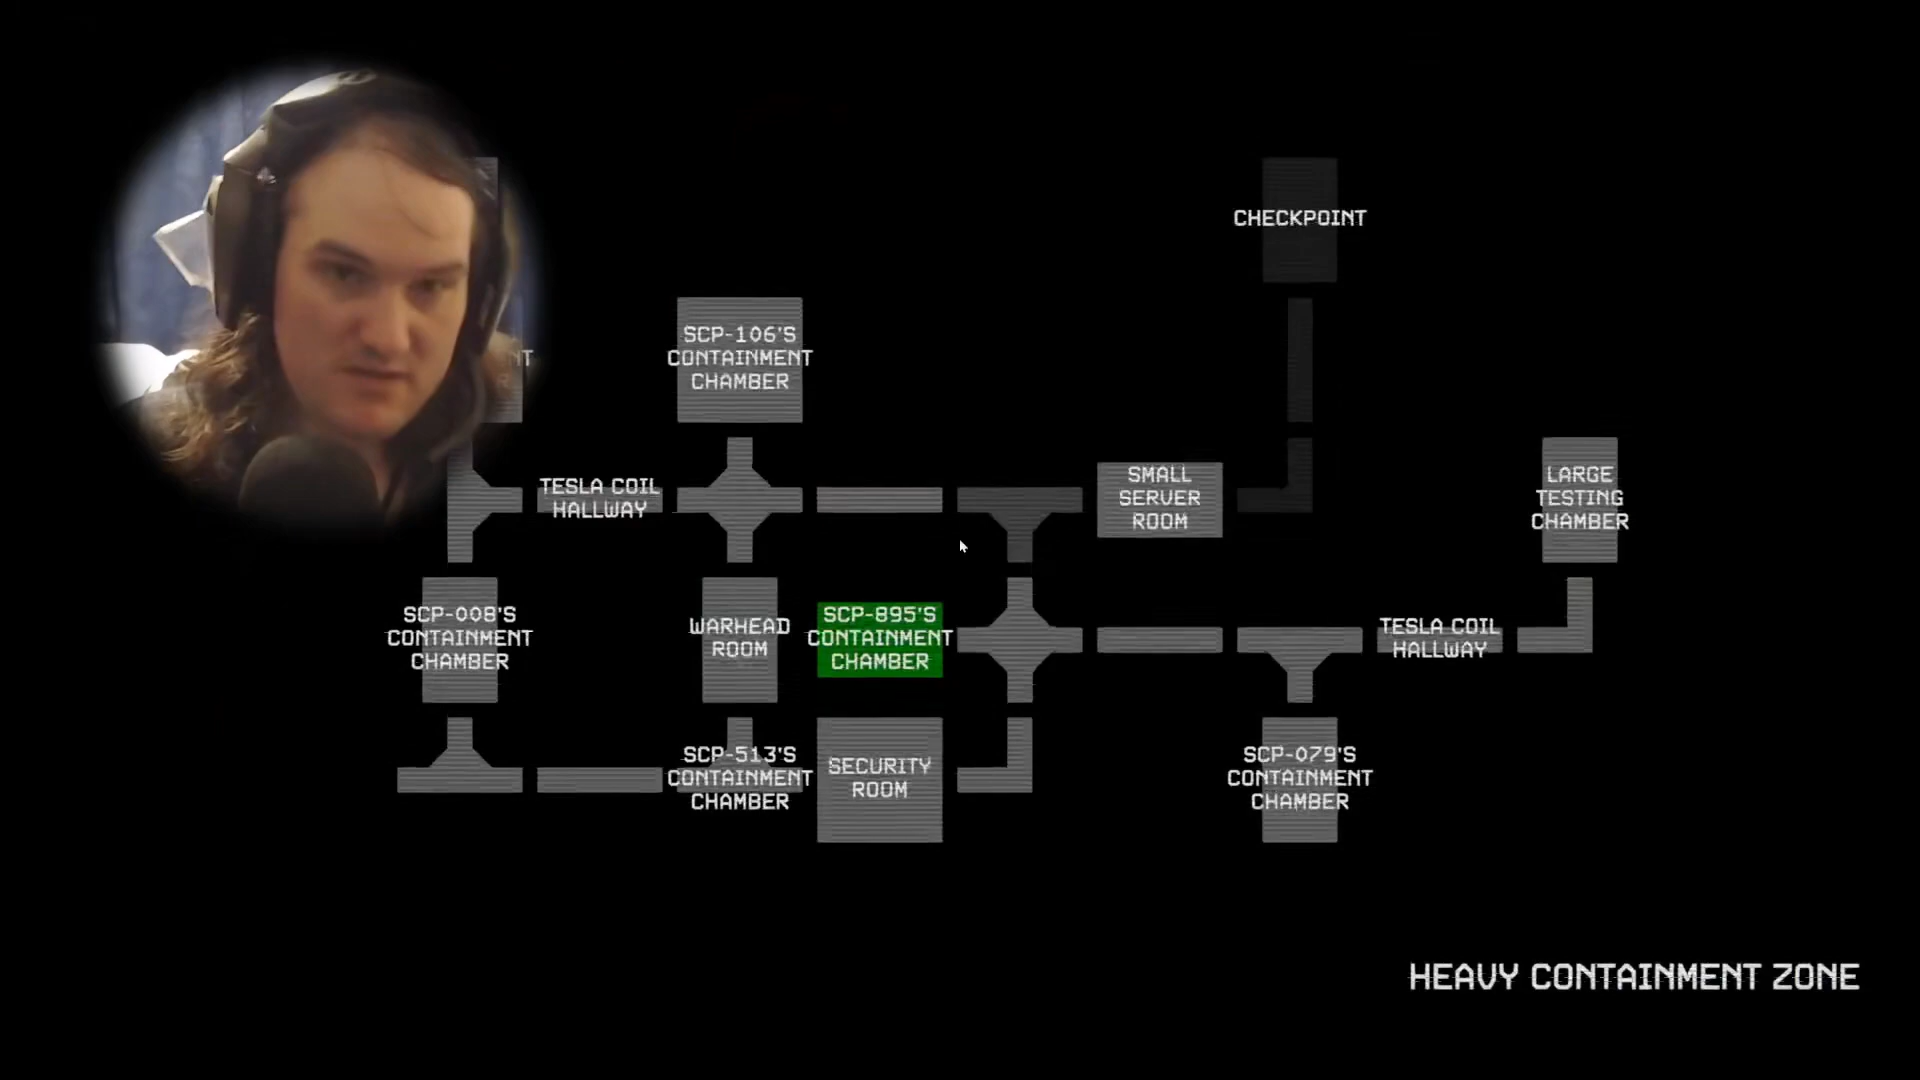 CHECKPOINT
SCP-106'S
CONTAINMENT
CHAMBER
TESLA COIL
HALLWAY
SMALL
SERVER
ROOM
LARGE
TESTING
CHAMBER
SCP-008'S
CONTAINMENT
CHAMBER
WARHEAD
ROOM
SCP-895'S
CONTAINMENT
CHAMBER
TESLA COIL
HALLWAY
SCP-513'S
CONTAINMENT
CHAMBER
SECURITY
ROOM
SCP-079'S
CONTAINMENT
CHAMBER
HEAVY CONTAINMENT ZONE